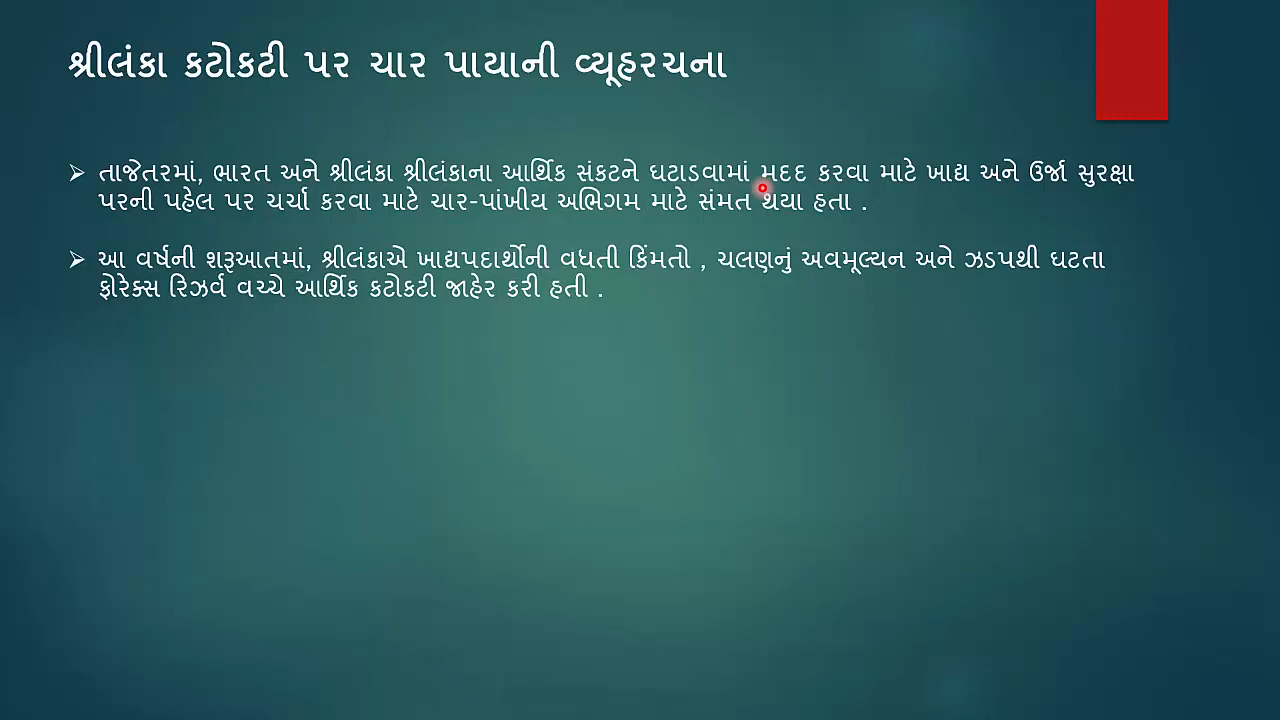 શ્રીલંકા કટોકટી પર ચાર પાયાની વ્યૂહરચના
તાજેતરમાં, ભારત અને શ્રીલંકા શ્રીલંકાના આર્થિક સંકટને ઘટાડવામાં મદદ કરવા માટે ખાદ્ય અને ઉર્જા સુરક્ષા
પરની પહેલ પર ચર્ચા કરવા માટે ચાર-પાંખીય અભિગમ માટે સંમત થયા હતા .
આ વર્ષની શરૂઆતમાં, શ્રીલંકાએ ખાદ્યપદાર્થોની વધતી કિંમતો , ચલણનું અવમૂલ્યન અને ઝડપથી ઘટતા
ફોરેક્સ રિઝર્વ વચ્ચે આર્થિક કટોકટી જાહેર કરી હતી .